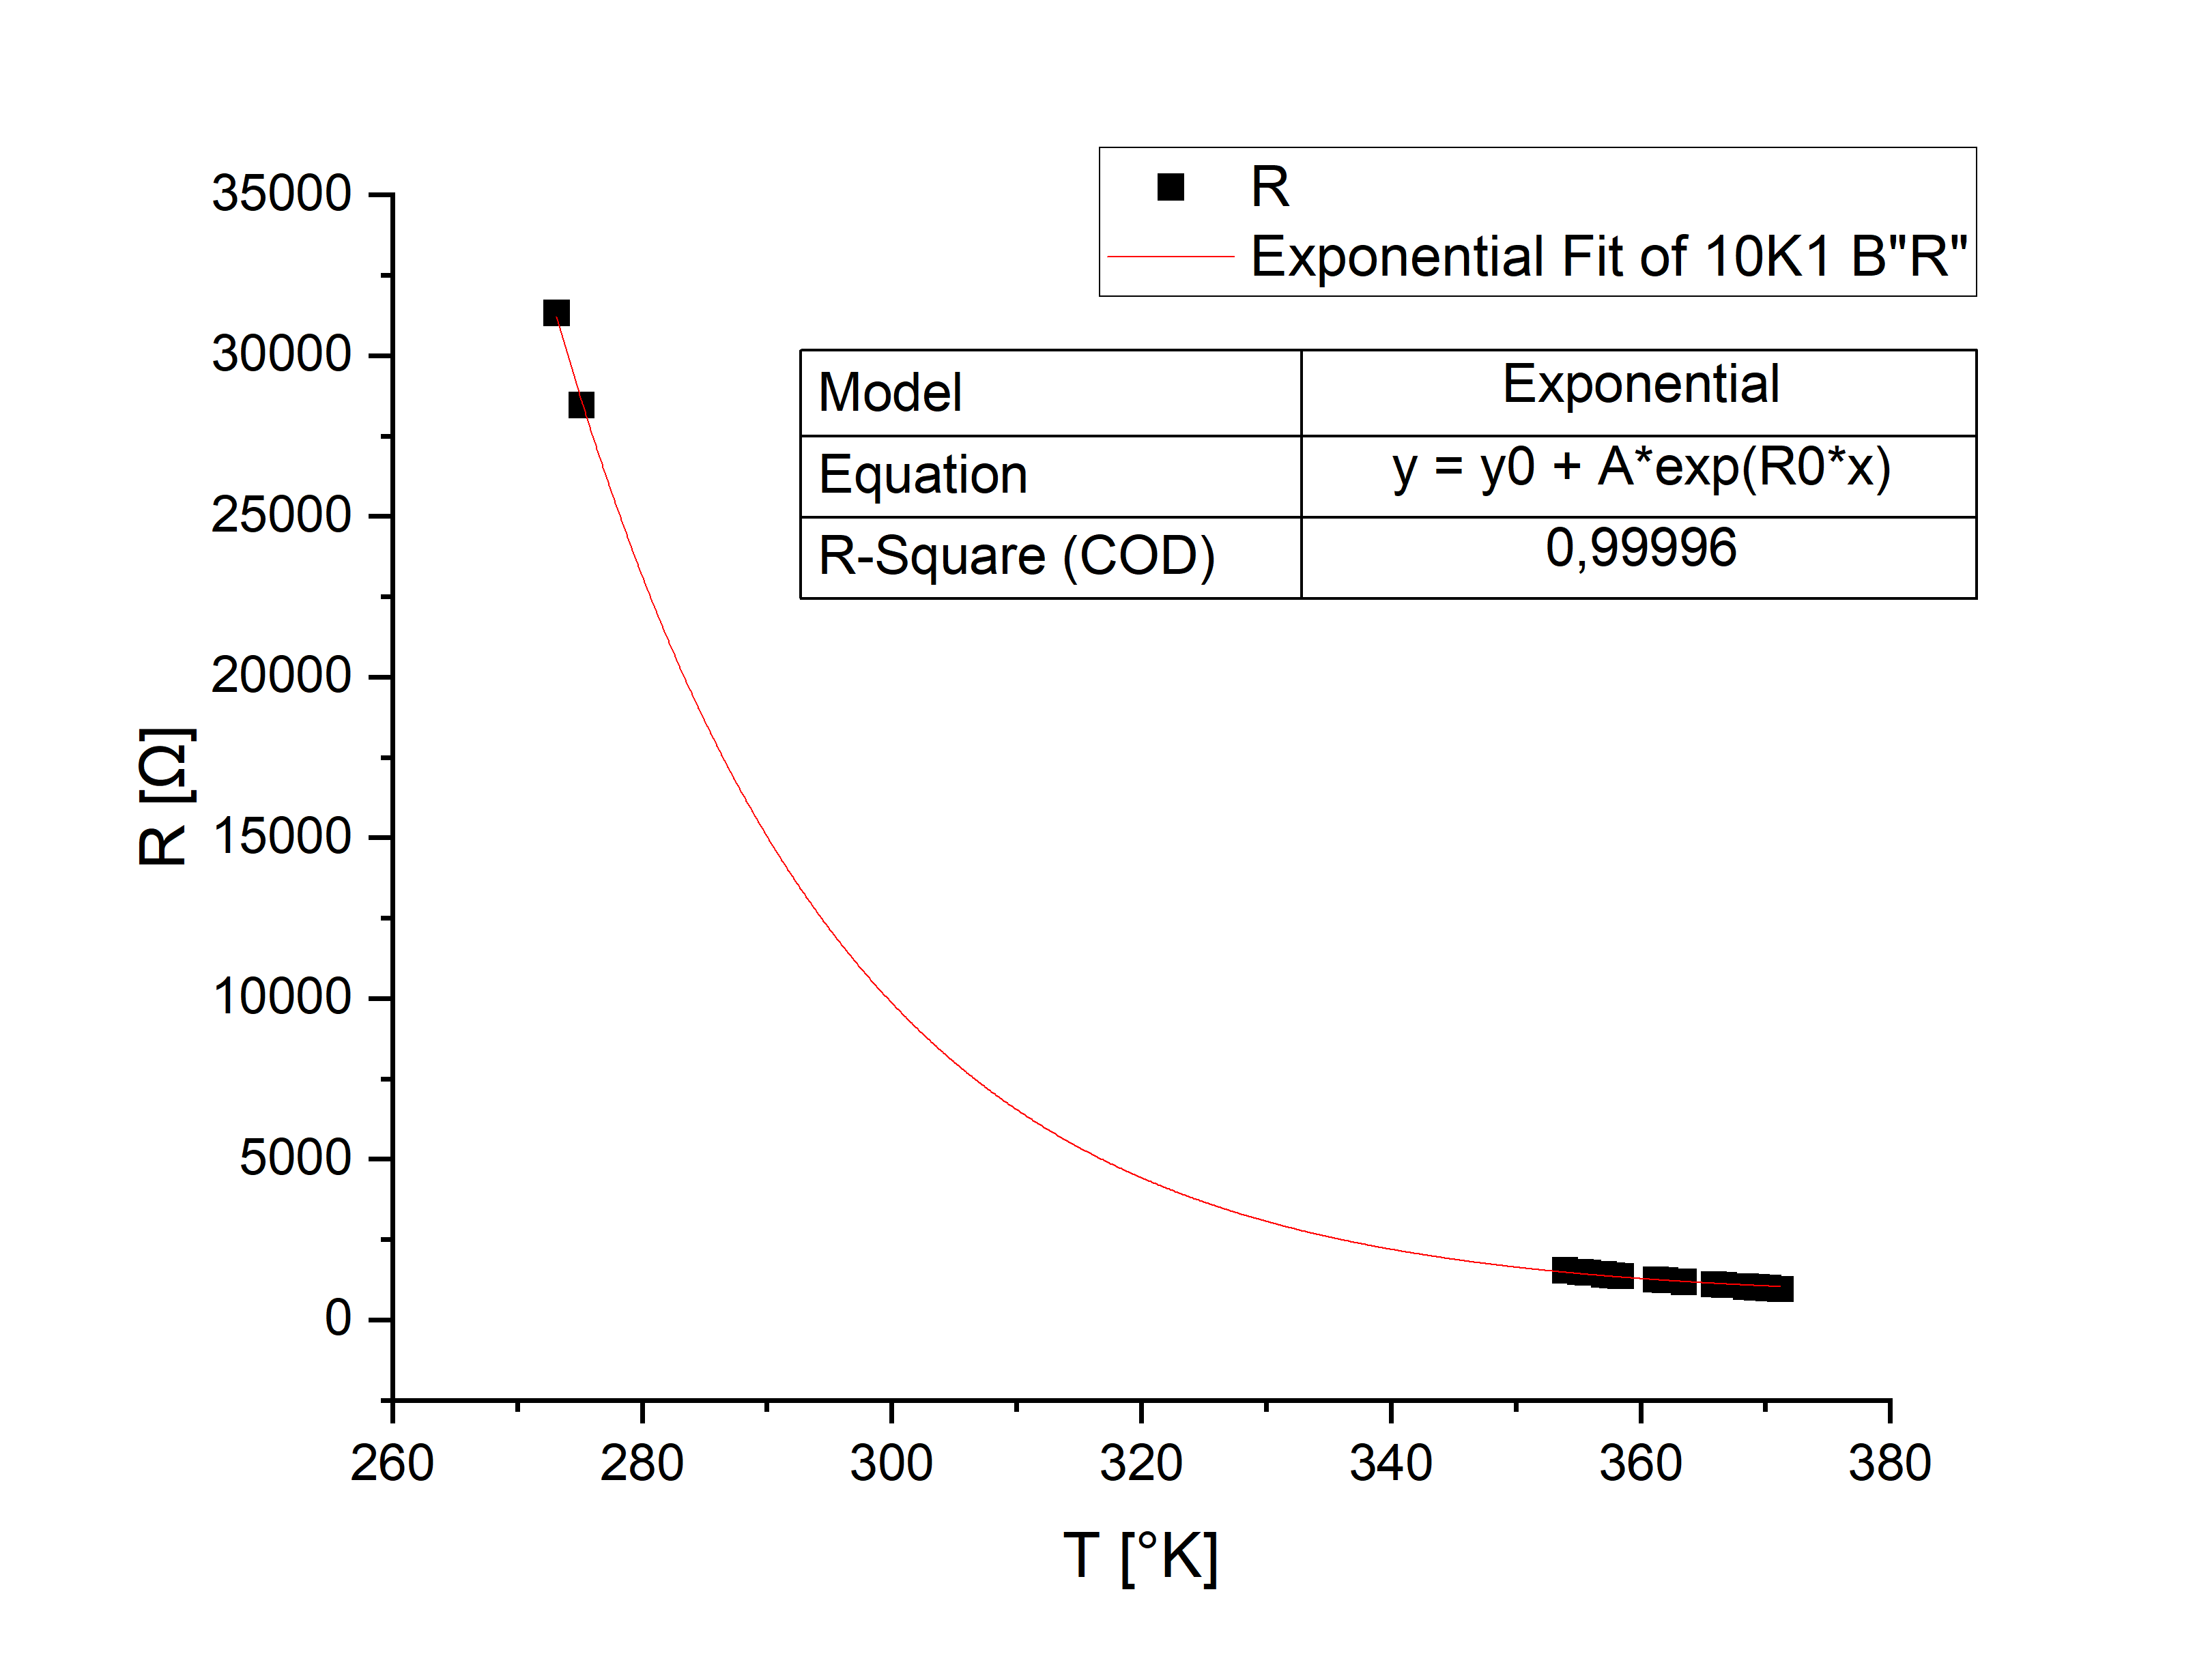 R
Exponential Fit of 10K1 B"R"
Model Exponential
Equation y = y0 + A*exp(R0*x)
R-Square (COD) 0,99996
35000
30000
25000
20000
15000
10000
5000
0
R [Ω]
260 280 300 320 340 360 380
T [°K]